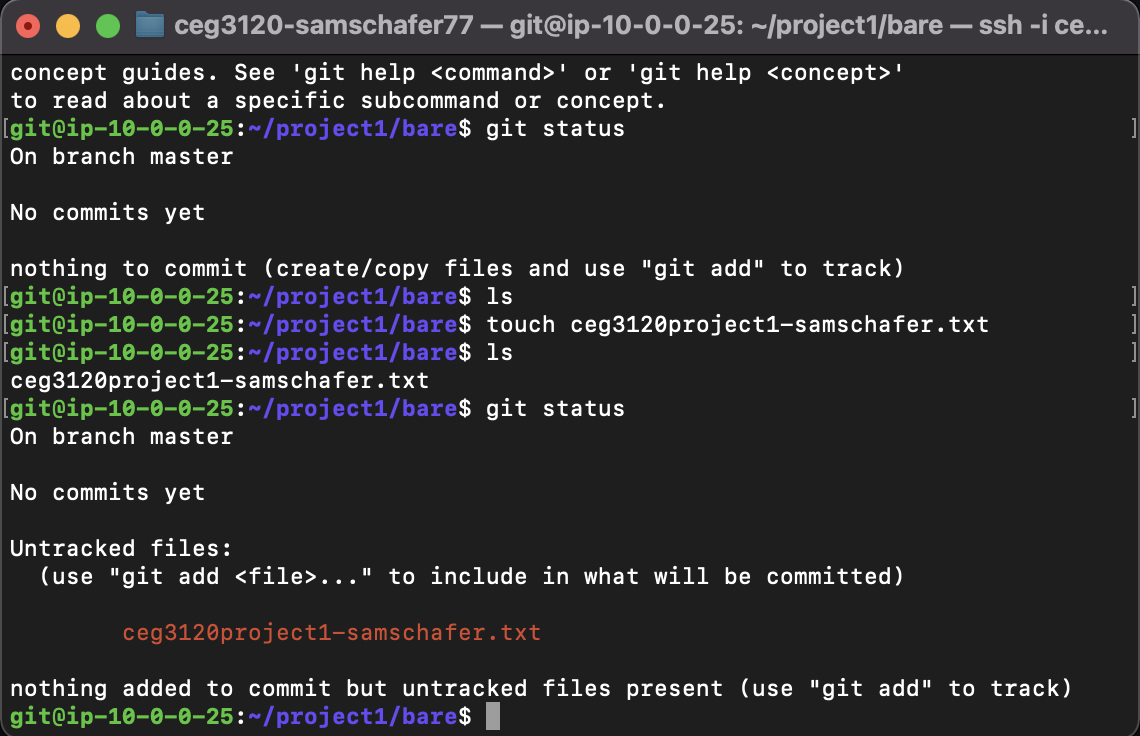 ceg3120-samschafer77 — git@ip-10-0-0-25: ~/project1/bare — ssh -i ce...
concept guides. See 'git help <command>' or 'git help <concept>'
to read about a specific subcommand or concept.
[git@ip-10-0-0-25:~/project1/bare$ git status ]
On branch master
No commits yet
nothing to commit (create/copy files and use "git add" to track)
[git@ip-10-0-0-25:~/project1/bare$ ls ]
[git@ip-10-0-0-25:~/project1/bare$ touch ceg3120project1-samschafer.txt ]
[git@ip-10-0-0-25:~/project1/bare$ ls ]
ceg3120project1-samschafer.txt
[git@ip-10-0-0-25:~/project1/bare$ git status ]
On branch master
No commits yet
Untracked files:
  (use "git add <file>..." to include in what will be committed)
        ceg3120project1-samschafer.txt
nothing added to commit but untracked files present (use "git add" to track)
git@ip-10-0-0-25:~/project1/bare$